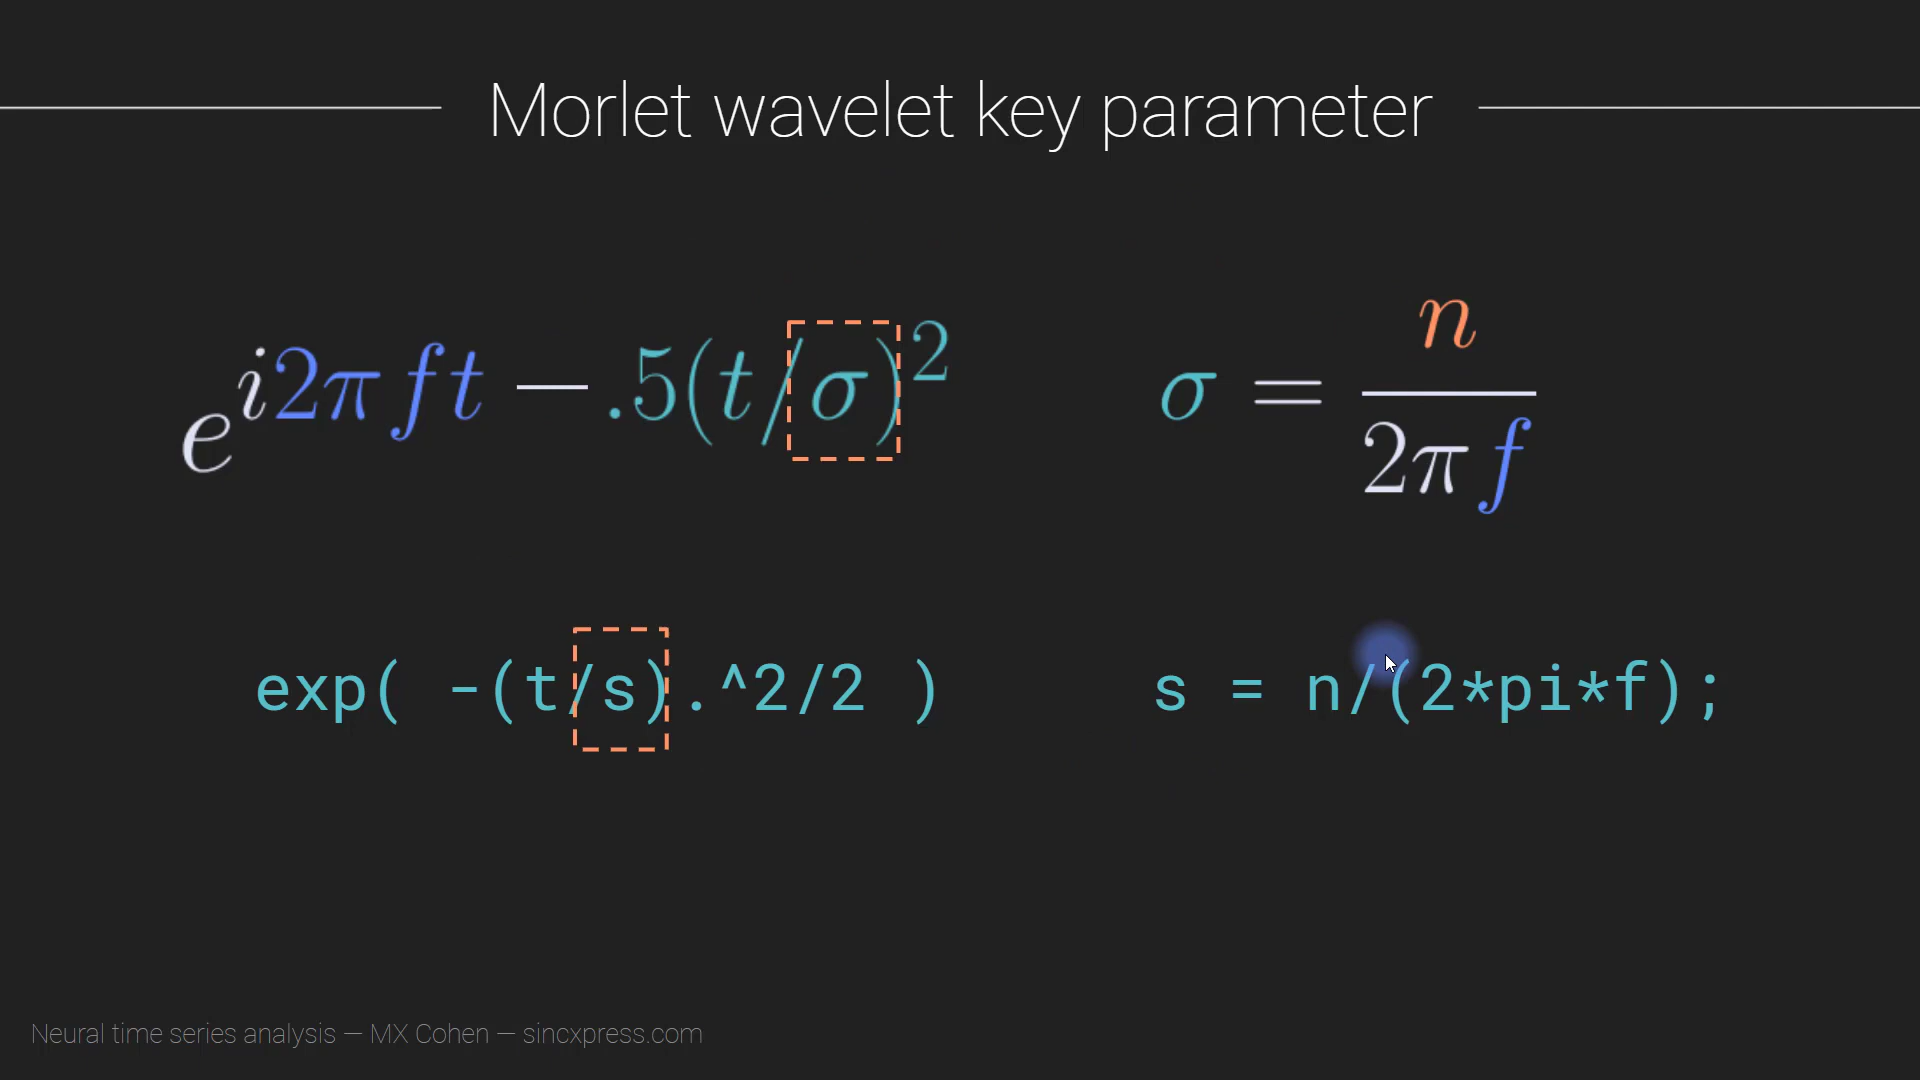 Morlet wavelet key parameter
e^{i2πft − .5(t/σ)^2}
σ = n/2πf
exp( -(t/s).^2/2 )
s = n/(2*pi*f);
Neural time series analysis — MX Cohen — sincxpress.com